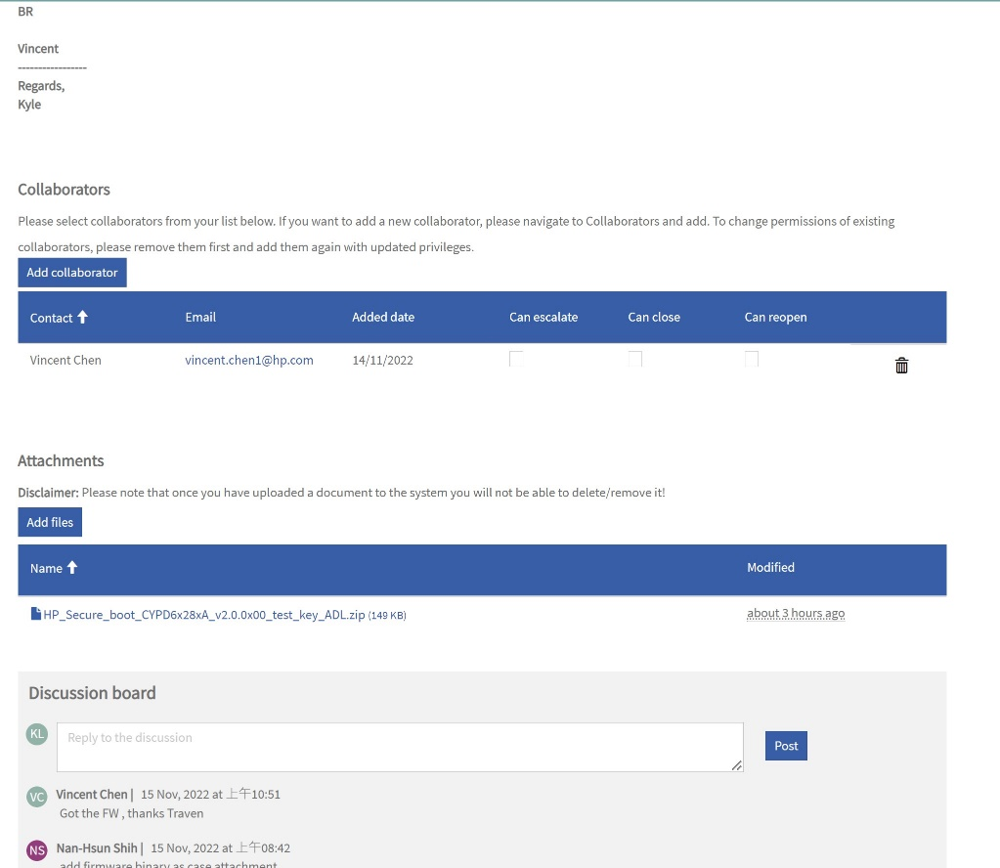 BR
Vincent
-----------------
Regards,
Kyle
Collaborators
Please select collaborators from your list below. If you want to add a new collaborator, please navigate to Collaborators and add. To change permissions of existing
collaborators, please remove them first and add them again with updated privileges.
Add collaborator
Contact Email Added date Can escalate Can close Can reopen
Vincent Chen vincent.chen1@hp.com 14/11/2022
Attachments
Disclaimer: Please note that once you have uploaded a document to the system you will not be able to delete/remove it!
Add files
Name Modified
HP_Secure_boot_CYPD6x28xA_v2.0.0x00_test_key_ADL.zip (149 KB) about 3 hours ago
Discussion board
KL Reply to the discussion Post
VC Vincent Chen | 15 Nov, 2022 at 上午10:51
Got the FW , thanks Traven
NS Nan-Hsun Shih | 15 Nov, 2022 at 上午08:42
add firmware binary as case attachment